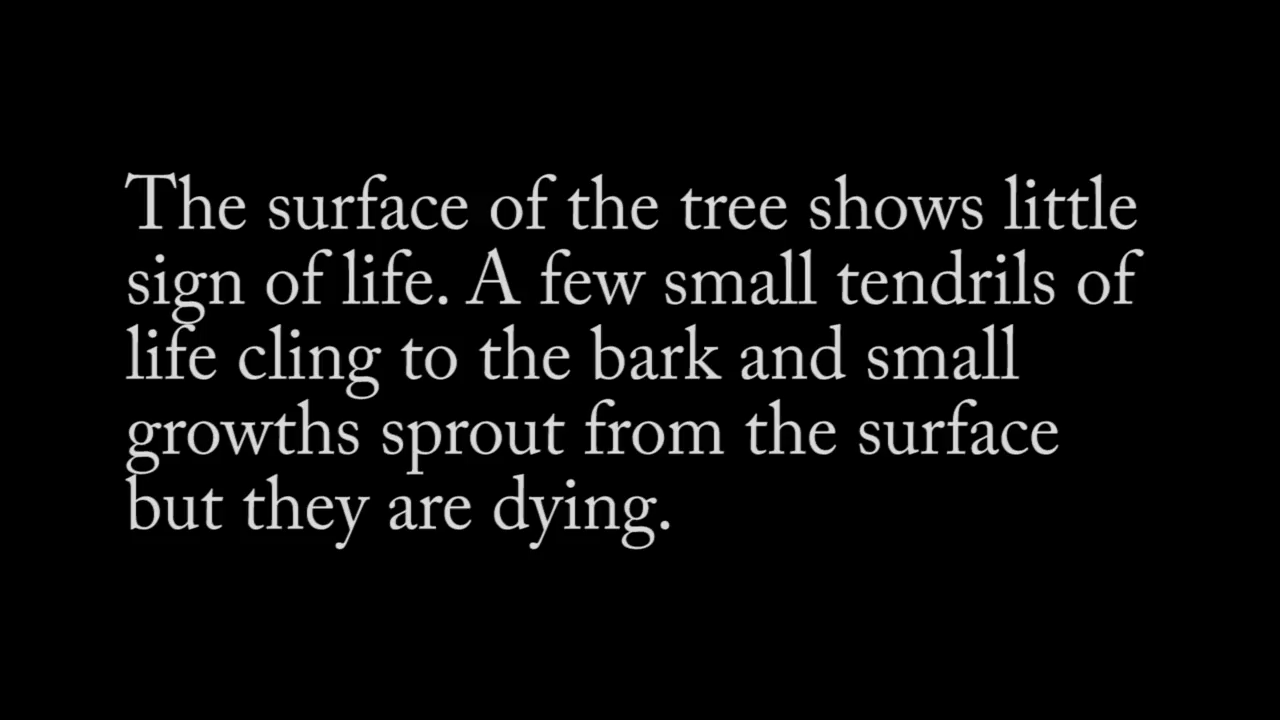 The surface of the tree shows little
sign of life. A few small tendrils of
life cling to the bark and small
growths sprout from the surface
but they are dying.